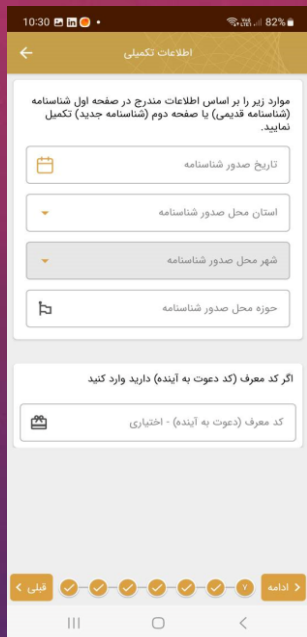 10:30
82%
اطلاعات تکمیلی
موارد زیر را بر اساس اطلاعات مندرج در صفحه اول شناسنامه
(شناسنامه قدیمی) یا صفحه دوم (شناسنامه جدید) تکمیل
نمایید.
تاریخ صدور شناسنامه
استان محل صدور شناسنامه
شهر محل صدور شناسنامه
حوزه محل صدور شناسنامه
اگر کد معرف (کد دعوت به آینده) دارید وارد کنید
کد معرف (دعوت به آینده) - اختیاری
ادامه
۷
قبلی